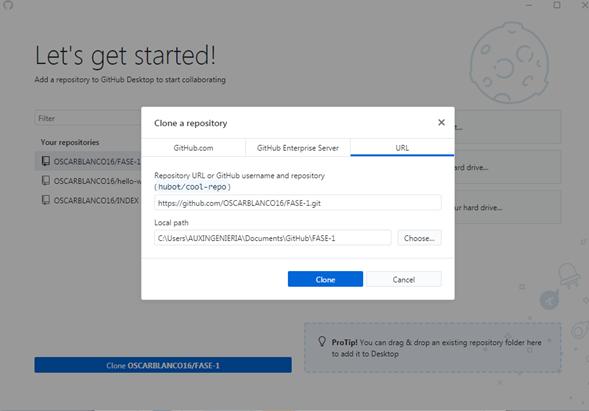 Let's get started!
Add a repository to GitHub Desktop to start collaborating
Filter
Your repositories
OSCARBLANCO16/FASE-1
OSCARBLANCO16/hello-w
OSCARBLANCO16/INDEX
Clone a repository
GitHub.com
GitHub Enterprise Server
URL
Repository URL or GitHub username and repository
(hubot/cool-repo)
https://github.com/OSCARBLANCO16/FASE-1.git
Local path
C:\Users\AUXINGENIERIA\Documents\GitHub\FASE-1
Choose...
Clone
Cancel
t...
hard drive...
ur hard drive...
ProTip! You can drag & drop an existing repository folder here
to add it to Desktop
Clone OSCARBLANCO16/FASE-1